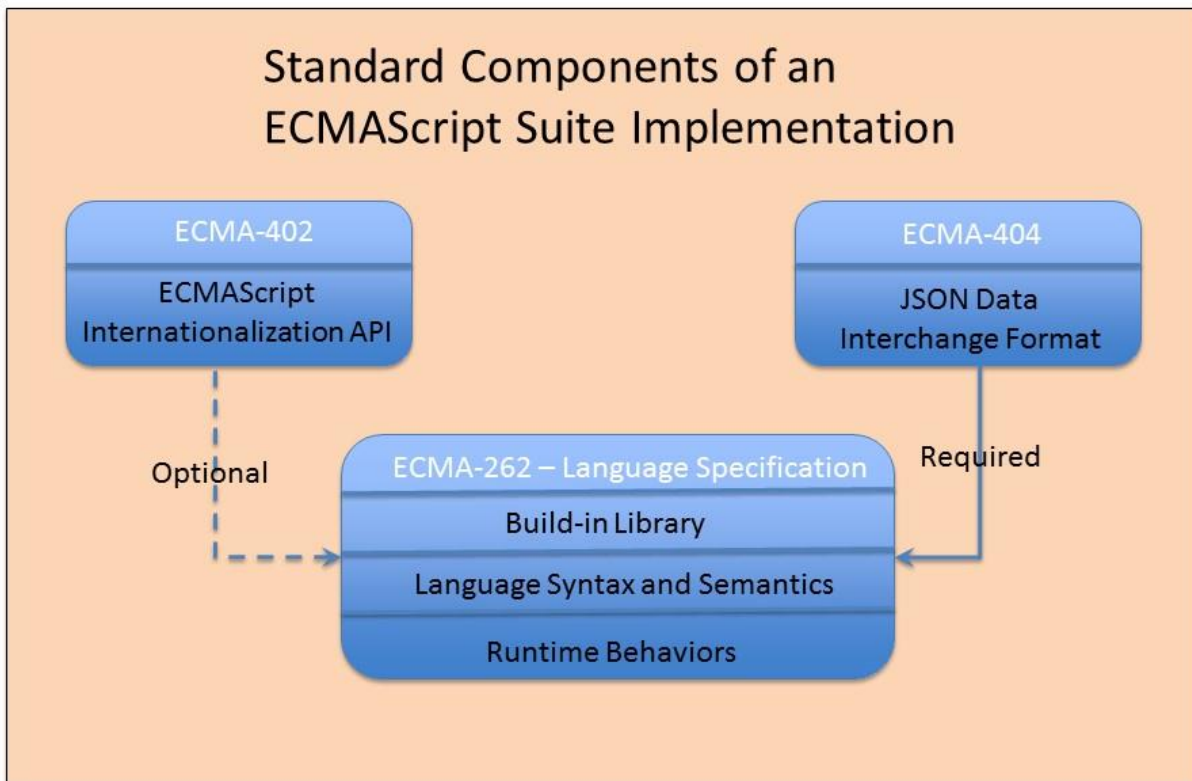 Standard Components of an
ECMAScript Suite Implementation
ECMA-402
ECMAScript
Internationalization API
ECMA-404
JSON Data
Interchange Format
Optional
Required
ECMA-262 – Language Specification
Build-in Library
Language Syntax and Semantics
Runtime Behaviors